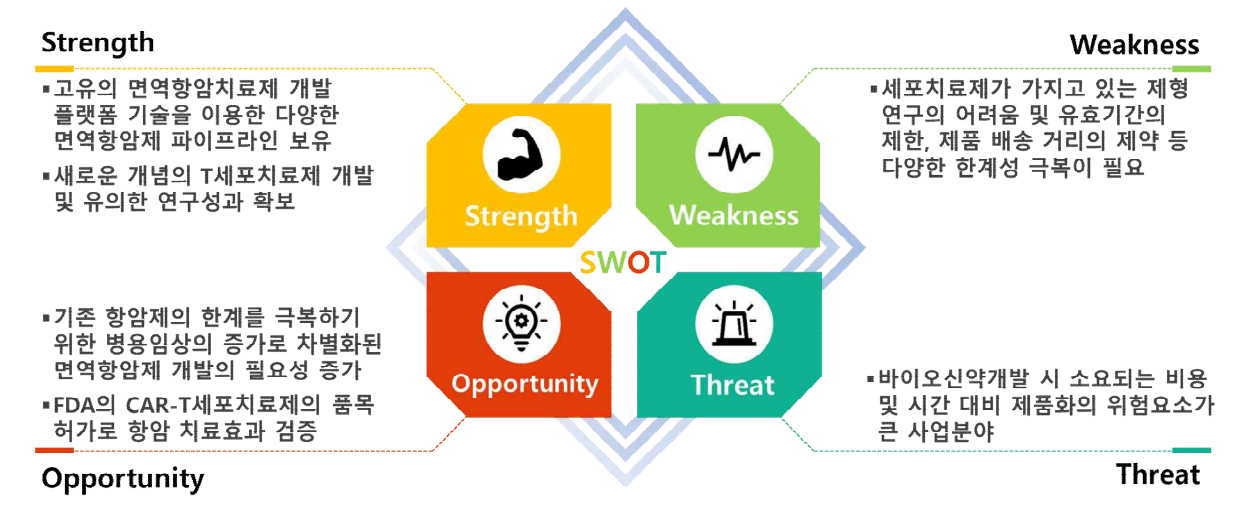 Strength
▪고유의 면역항암치료제 개발
플랫폼 기술을 이용한 다양한
면역항암제 파이프라인 보유
▪새로운 개념의 T세포치료제 개발
및 유의한 연구성과 확보
Weakness
▪세포치료제가 가지고 있는 제형
연구의 어려움 및 유효기간의
제한, 제품 배송 거리의 제약 등
다양한 한계성 극복이 필요
Strength
Weakness
SWOT
Opportunity
Threat
▪기존 항암제의 한계를 극복하기
위한 병용임상의 증가로 차별화된
면역항암제 개발의 필요성 증가
▪FDA의 CAR-T세포치료제의 품목
허가로 항암 치료효과 검증
Opportunity
▪바이오신약개발 시 소요되는 비용
및 시간 대비 제품화의 위험요소가
큰 사업분야
Threat